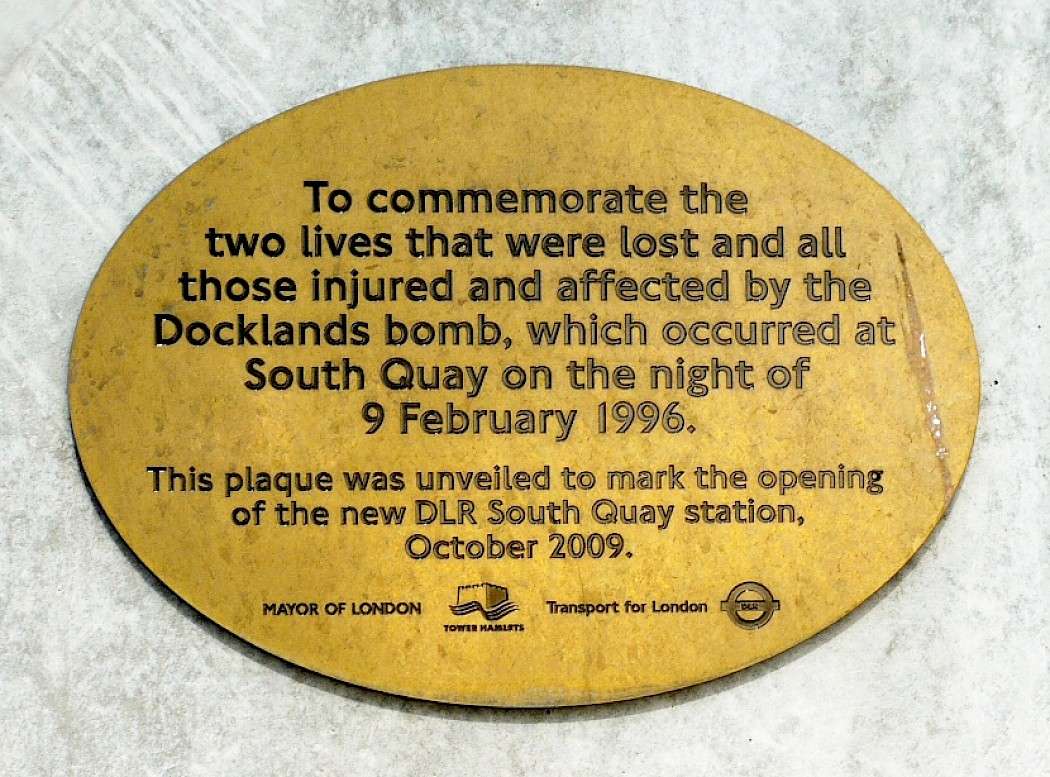 To commemorate the
two lives that were lost and all
those injured and affected by the
Docklands bomb, which occurred at
South Quay on the night of
9 February 1996.
This plaque was unveiled to mark the opening
of the new DLR South Quay station,
October 2009.
MAYOR OF LONDON
TOWER HAMLETS
Transport for London
DLR